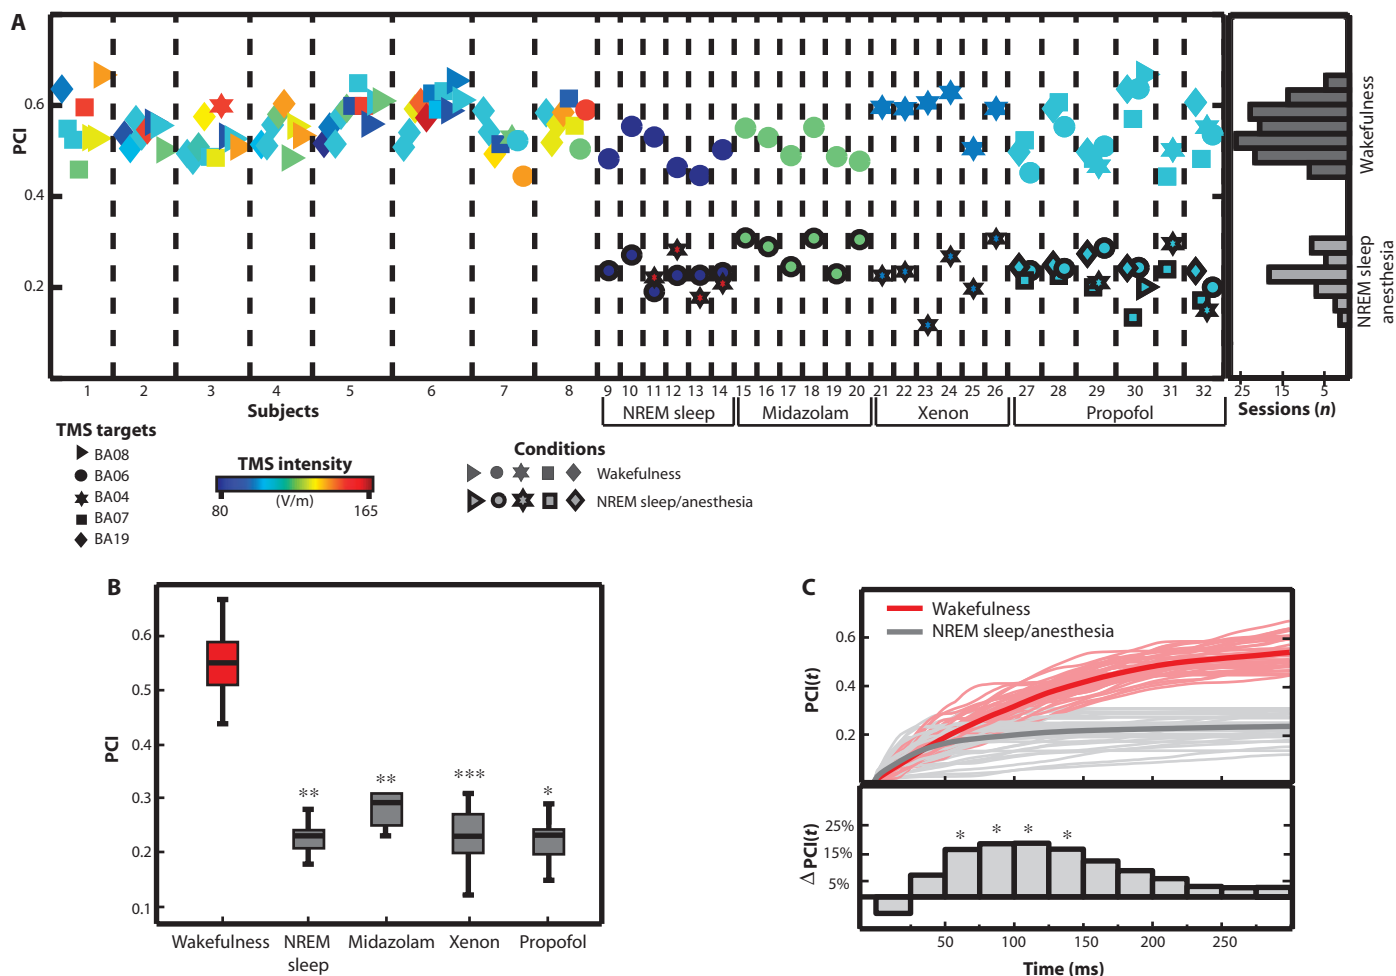 A
PCI
0.6
0.4
0.2
1 2 3 4 5 6 7 8 9 10 11 12 13 14 15 16 17 18 19 20 21 22 23 24 25 26 27 28 29 30 31 32
Subjects
NREM sleep
Midazolam
Xenon
Propofol
Wakefulness
NREM sleep
anesthesia
25 15 5
Sessions (n)
TMS targets
BA08
BA06
BA04
BA07
BA19
TMS intensity
(V/m)
80 165
Conditions
Wakefulness
NREM sleep/anesthesia
B
PCI
0.6
0.5
0.4
0.3
0.2
0.1
**
**
***
*
Wakefulness
NREM
sleep
Midazolam
Xenon
Propofol
C
Wakefulness
NREM sleep/anesthesia
PCI(t)
0.6
0.4
0.2
Δ PCI(t)
25%
15%
5%
* * * *
50 100 150 200 250
Time (ms)